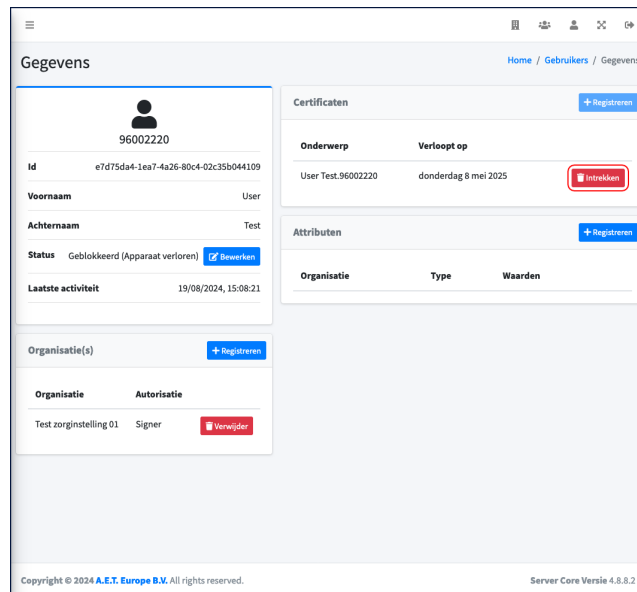 Gegevens
Home / Gebruikers / Gegevens
96002220
Id e7d75da4-1ea7-4a26-80c4-02c35b044109
Voornaam User
Achternaam Test
Status Geblokkeerd (Apparaat verloren) Bewerken
Laatste activiteit 19/08/2024, 15:08:21
Organisatie(s) + Registreren
Organisatie Autorisatie
Test zorginstelling 01 Signer Verwijder
Certificaten + Registreren
Onderwerp Verloopt op
User Test.96002220 donderdag 8 mei 2025 Intrekken
Attributen + Registreren
Organisatie Type Waarden
Copyright © 2024 A.E.T. Europe B.V. All rights reserved.
Server Core Versie 4.8.8.2